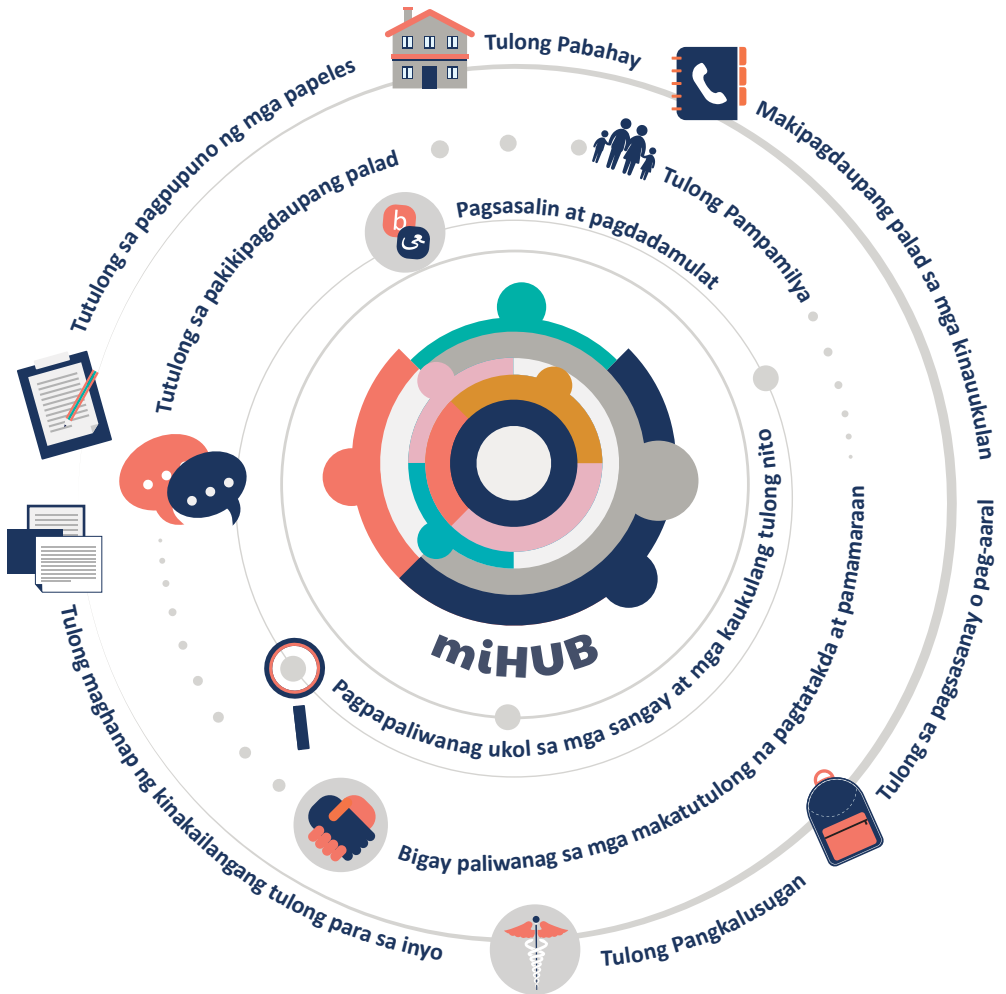 Tulong Pabahay
Makipagdaupang palad sa mga kinauukulan
Tulong sa pagsasanay o pag-aaral
Tulong Pangkalusugan
Tulong maghanap ng kinakailangang tulong para sa inyo
Tutulong sa pagpupuno ng mga papeles
Tutulong sa pakikipagdaupang palad
Tulong Pampamilya
Bigay paliwanag sa mga makatutulong na pagtatakda at pamamaraan
Pagsasalin at pagdadamulat
Pagpapaliwanag ukol sa mga sangay at mga kaukulang tulong nito
b
miHUB